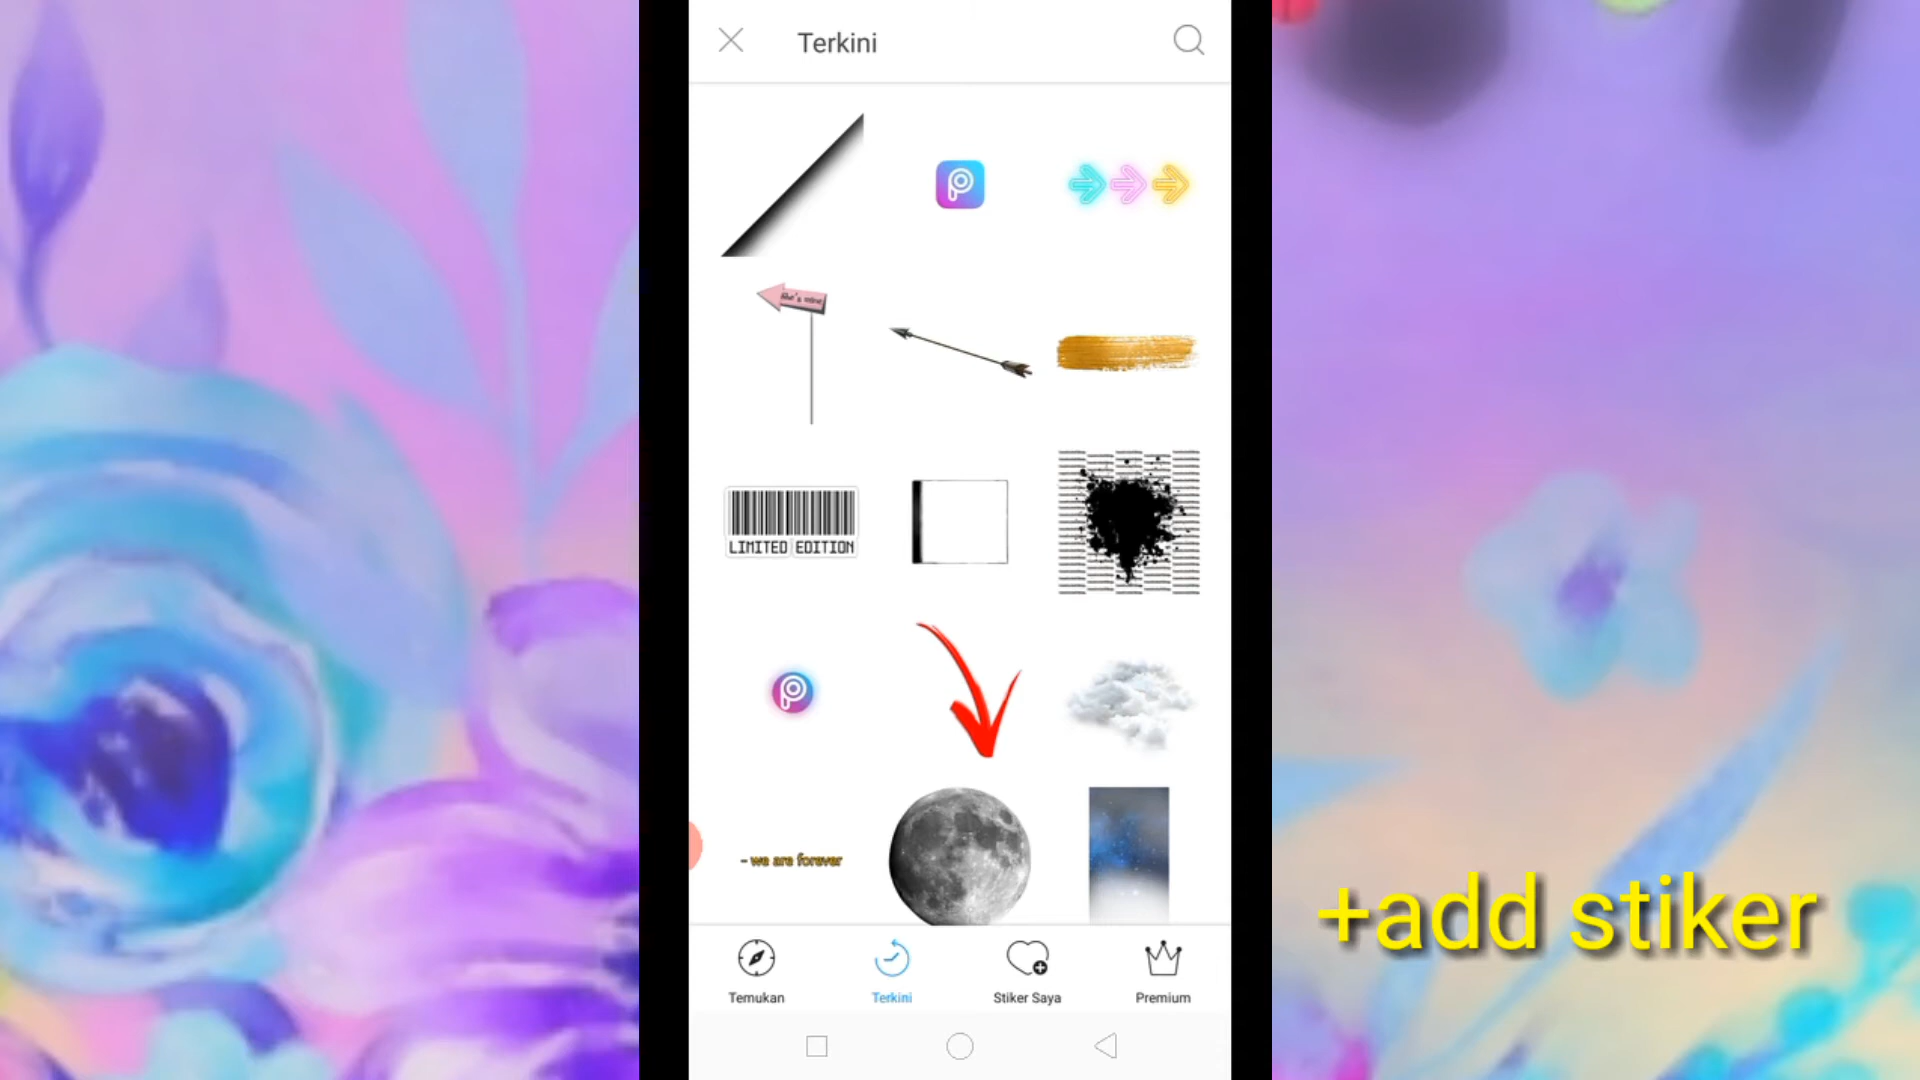 Terkini
LIMITED EDITION
- we are forever
+add stiker
Temukan
Terkini
Stiker Saya
Premium